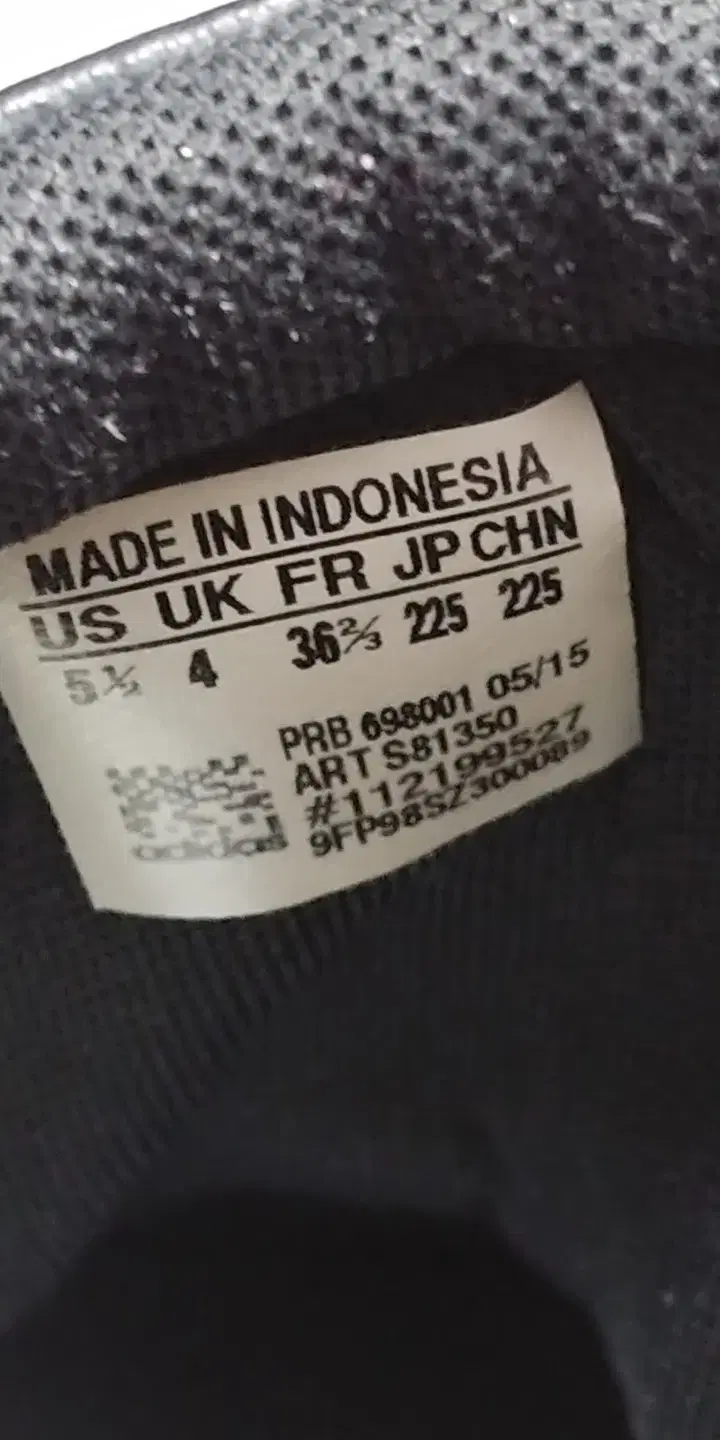 MADE IN INDONESIA
US UK FR JP CHN
5½ 4 36⅔ 225 225
PRB 698001 05/15
ART S81350
#112199527
9FP98SZ300089
adidas